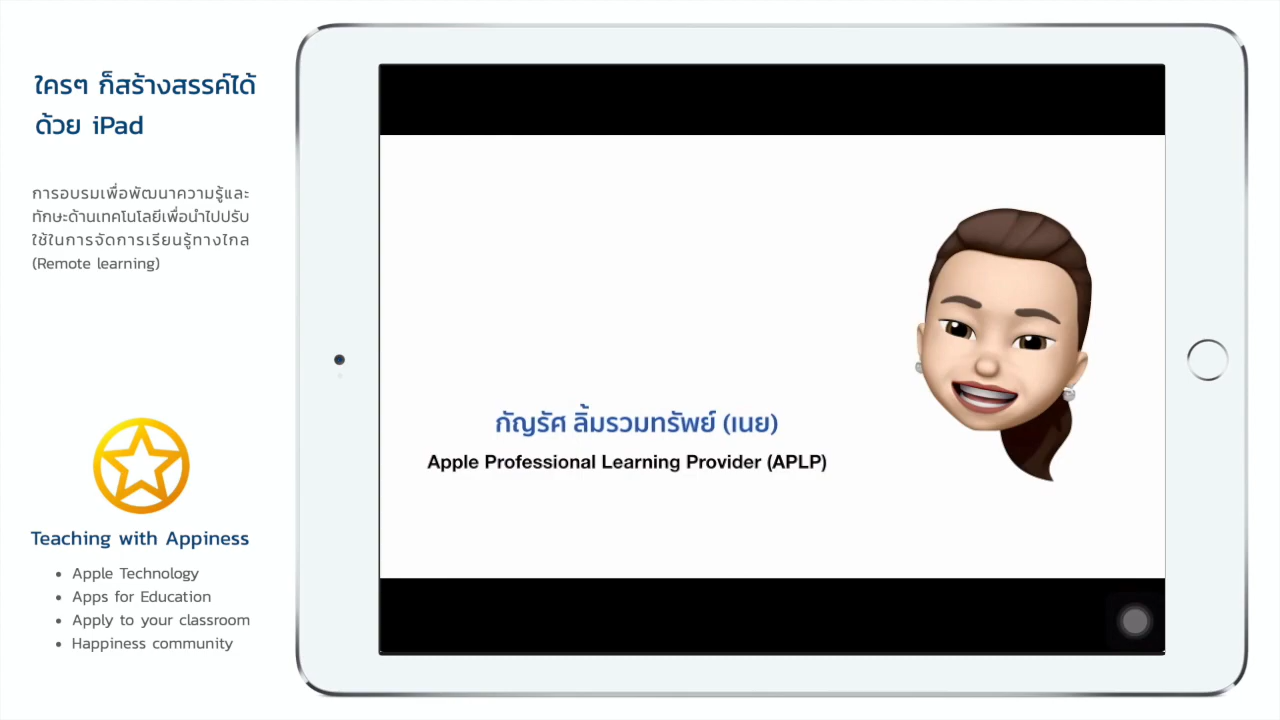 ใครๆ ก็สร้างสรรค์ได้
ด้วย iPad
การอบรมเพื่อพัฒนาความรู้และ
ทักษะด้านเทคโนโลยีเพื่อนำไปปรับ
ใช้ในการจัดการเรียนรู้ทางไกล
(Remote learning)
Teaching with Appiness
• Apple Technology
• Apps for Education
• Apply to your classroom
• Happiness community
กัญรัศ ลิ้มรวมทรัพย์ (เนย)
Apple Professional Learning Provider (APLP)